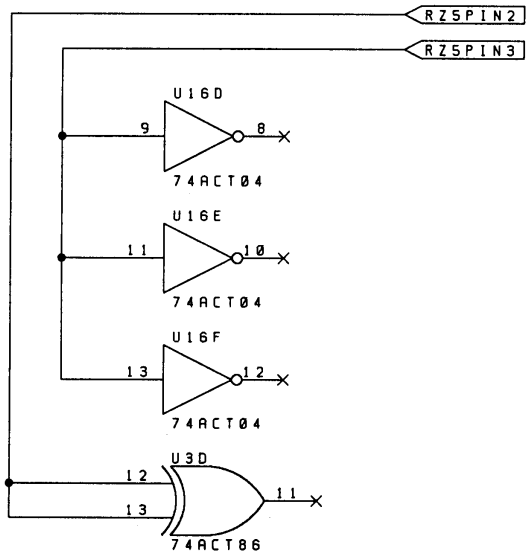 RZ5PIN2
RZ5PIN3
U16D
9 8
74ACT04
U16E
11 10
74ACT04
U16F
13 12
74ACT04
U3D
12
11
13
74ACT86